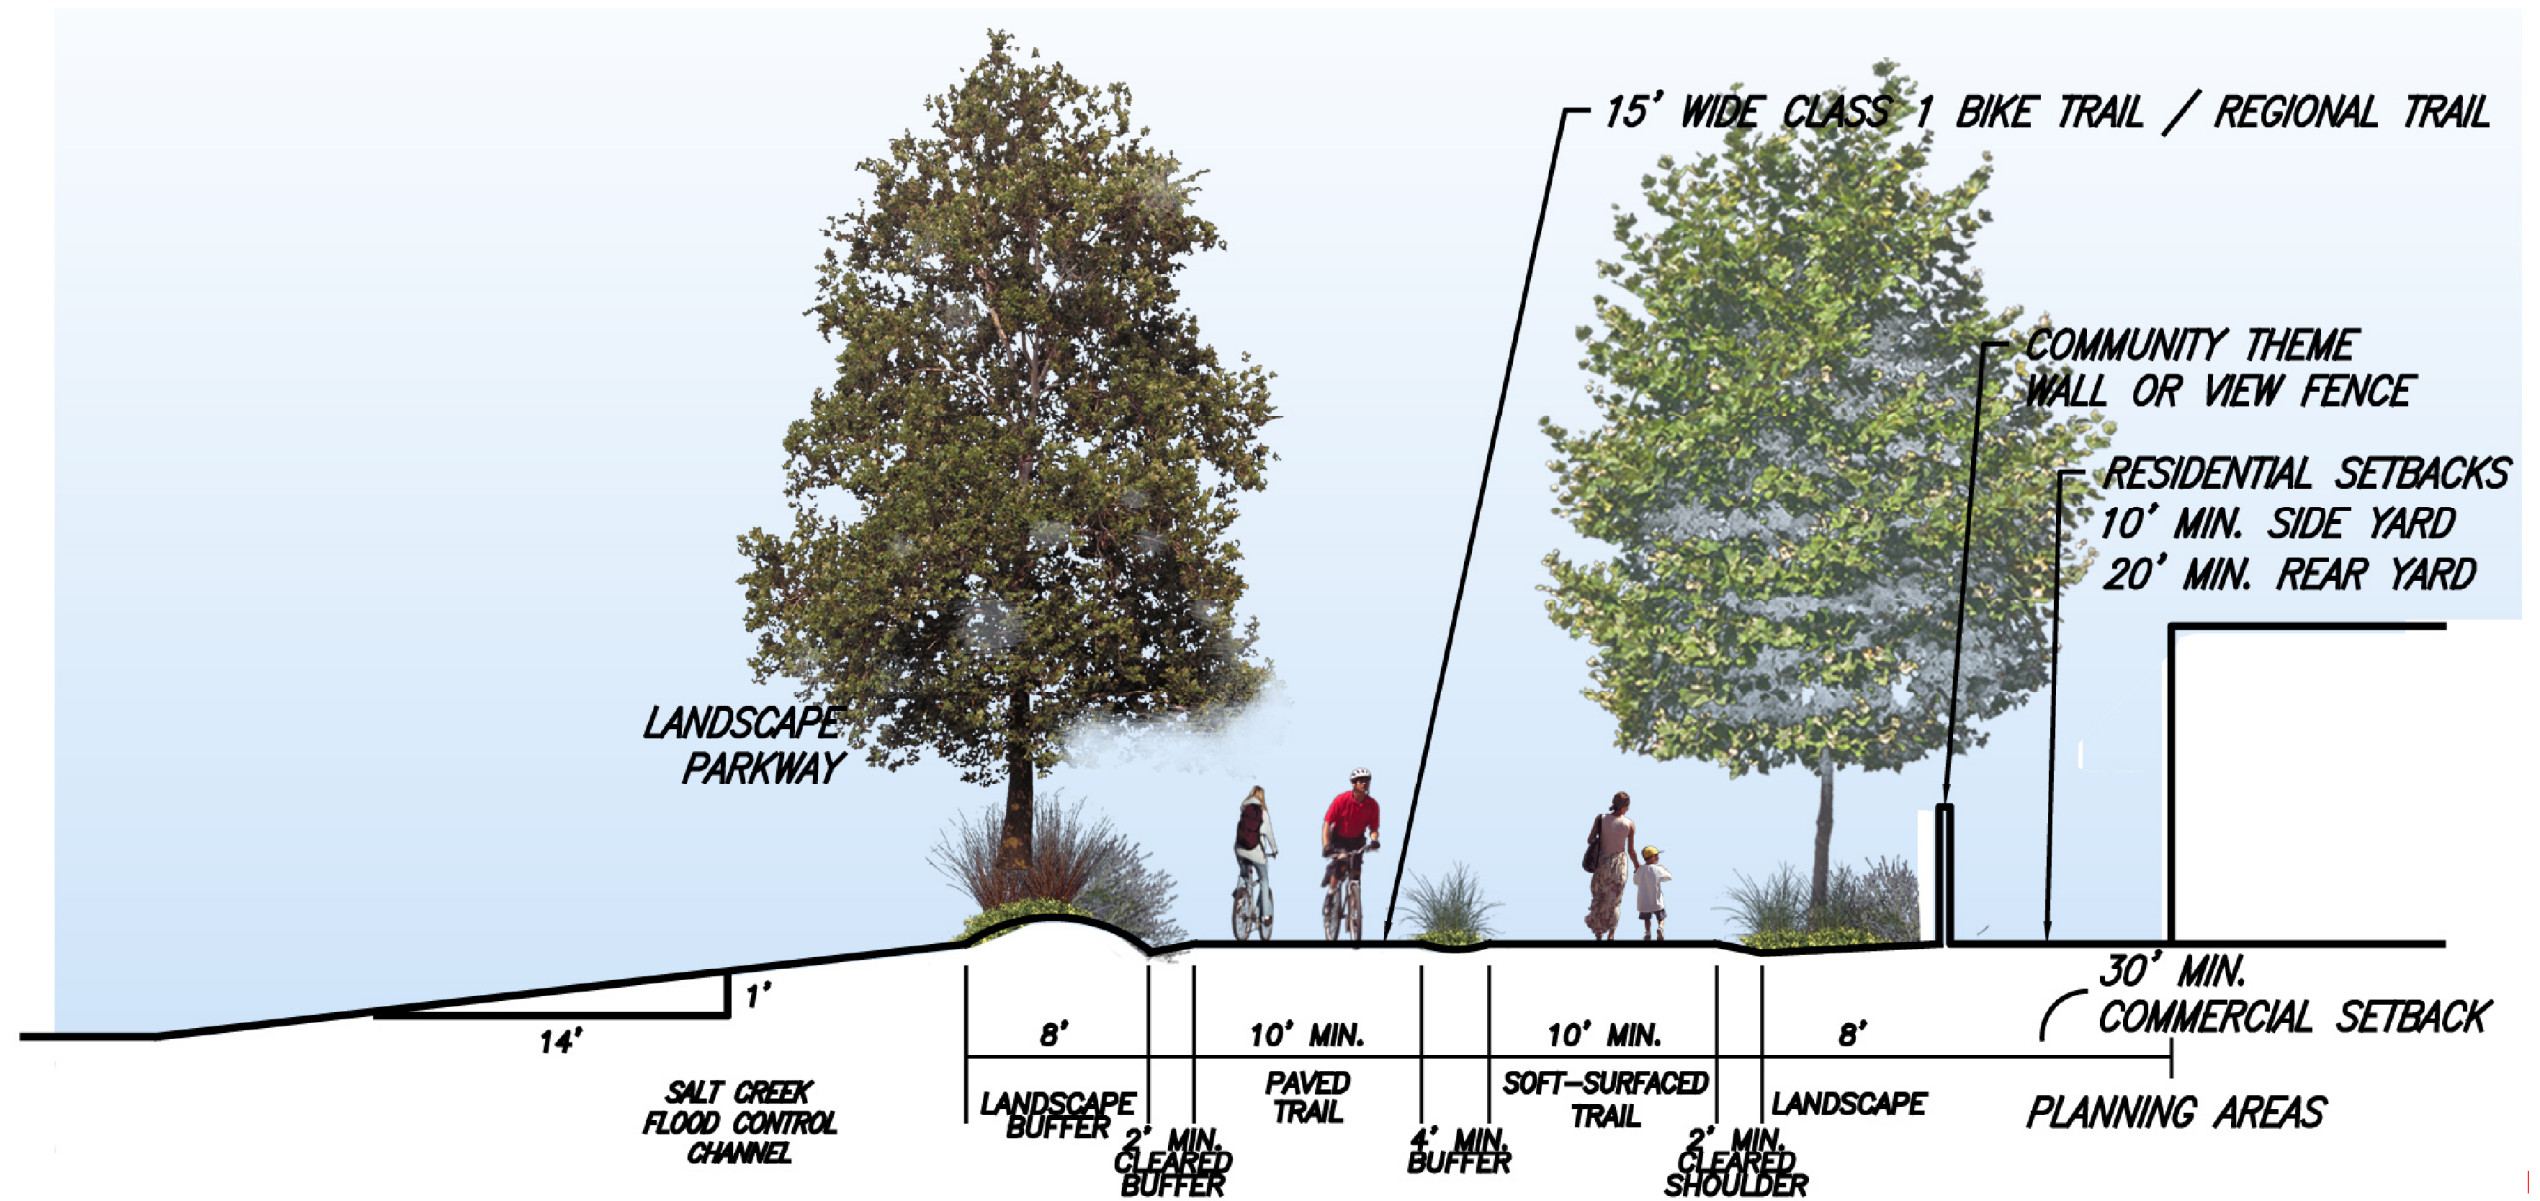 15' WIDE CLASS 1 BIKE TRAIL / REGIONAL TRAIL
COMMUNITY THEME
WALL OR VIEW FENCE
RESIDENTIAL SETBACKS
10' MIN. SIDE YARD
20' MIN. REAR YARD
LANDSCAPE
PARKWAY
1'
14'
30' MIN.
COMMERCIAL SETBACK
8'
10' MIN.
10' MIN.
8'
SALT CREEK
FLOOD CONTROL
CHANNEL
LANDSCAPE
BUFFER
2' MIN.
CLEARED
BUFFER
PAVED
TRAIL
4' MIN.
BUFFER
SOFT-SURFACED
TRAIL
2' MIN.
CLEARED
SHOULDER
LANDSCAPE
PLANNING AREAS